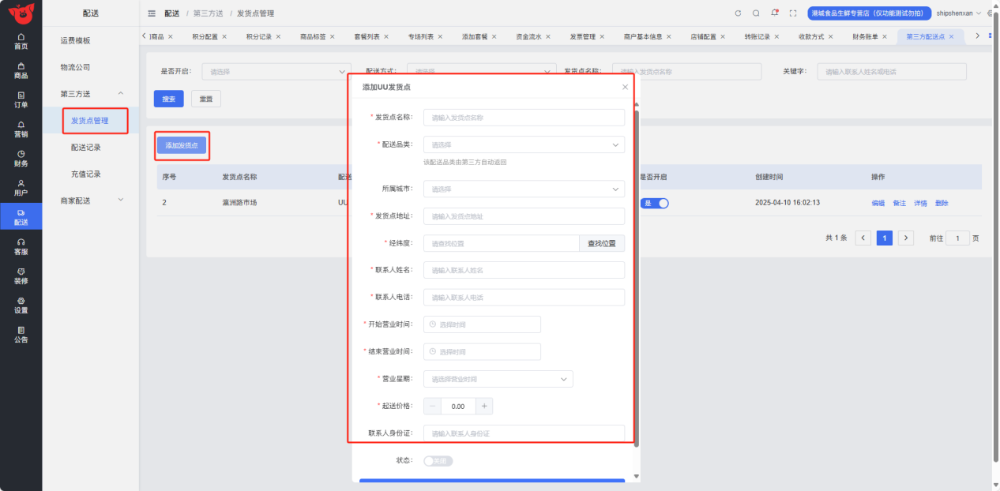 配送
配送 / 第三方送 / 发货点管理
港城食品生鲜专营店（仅功能测试勿拍）
shipshenxan
首页
商品
订单
营销
财务
用户
配送
客服
装修
设置
公告
运费模板
物流公司
第三方送
发货点管理
配送记录
充值记录
商家配送
商品 ×
积分配置 ×
积分记录 ×
商品标签 ×
套餐列表 ×
专场列表 ×
添加套餐 ×
资金流水 ×
发票管理 ×
商户基本信息 ×
店铺配置 ×
转账记录 ×
收款方式 ×
财务账单 ×
第三方配送点 ×
是否开启： 请选择
配送方式： 请选择
发货点名称： 请输入发货点名称
关键字： 请输入联系人姓名或电话
搜索
重置
添加发货点
序号 发货点名称 配送 是否开启 创建时间 操作
2 瀛洲路市场 UU 是 2025-04-10 16:02:13 编辑 备注 详情 删除
共 1 条 1 前往 1 页
添加UU发货点
* 发货点名称： 请输入发货点名称
* 配送品类： 请选择
该配送品类由第三方自动返回
所属城市： 请选择
* 发货点地址： 请输入发货点地址
* 经纬度： 请查找位置 查找位置
* 联系人姓名： 请输入联系人姓名
* 联系人电话： 请输入联系人电话
* 开始营业时间： 选择时间
* 结束营业时间： 选择时间
* 营业星期： 请选择营业时间
* 起送价格： − 0.00 +
联系人身份证： 请输入联系人身份证
状态： 关闭